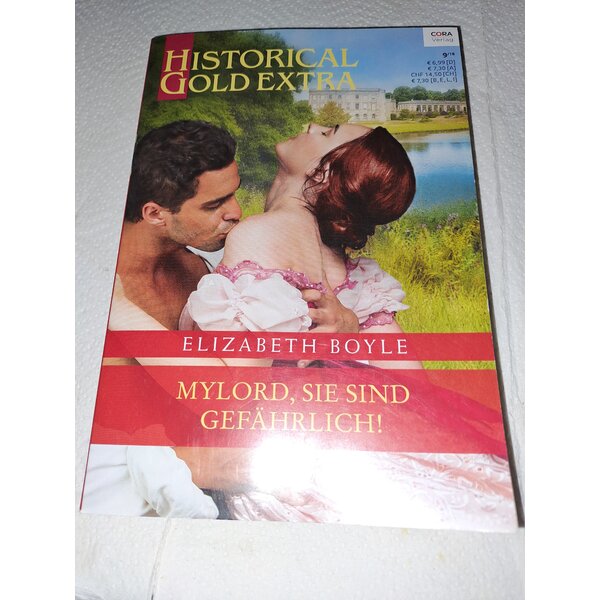 HISTORICAL
GOLD EXTRA
CORA
Verlag
9/18
€ 6,99 [D]
€ 7,30 [A]
CHF 14,50 [CH]
€ 7,30 [B, E, L, I]
ELIZABETH BOYLE
MYLORD, SIE SIND
GEFÄHRLICH!